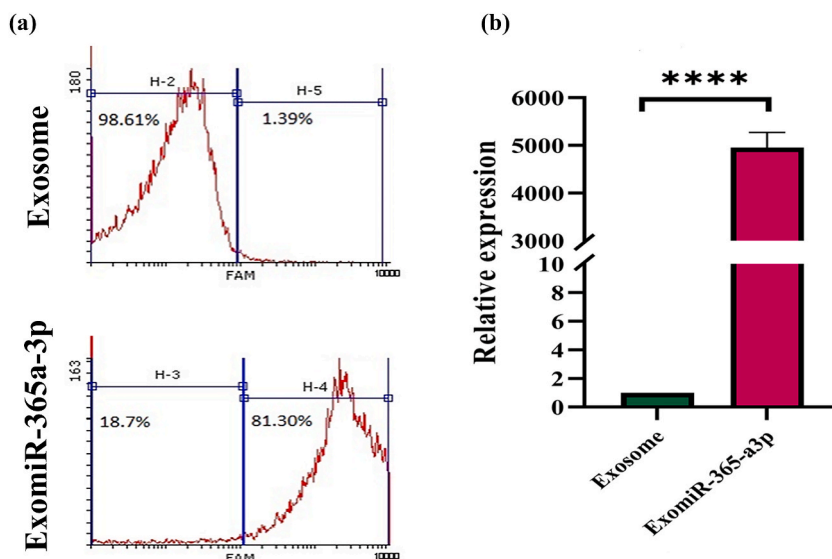 (a)
Exosome
180
H-2
H-5
98.61%
1.39%
FAM
10000
ExomiR-365a-3p
163
H-3
H-4
18.7%
81.30%
FAM
10000
(b)
****
Relative expression
6000
5000
4000
3000
10
8
6
4
2
0
Exosome
ExomiR-365-a3p